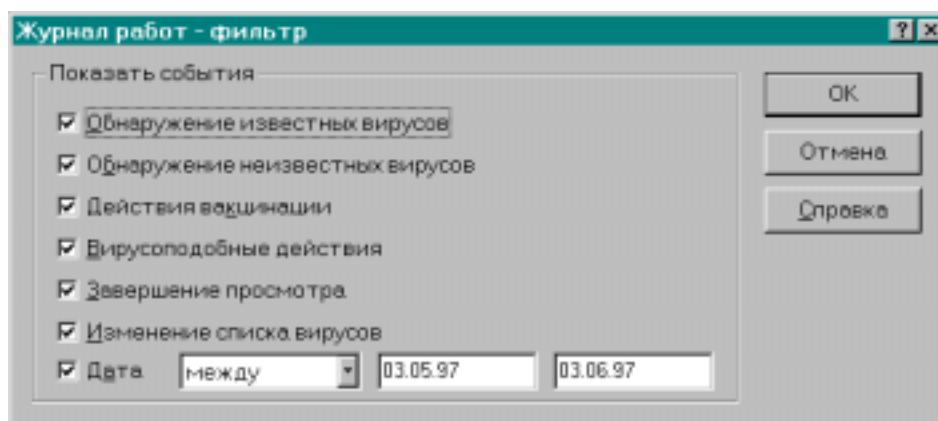 Журнал работ - фильтр
Показать события
Обнаружение известных вирусов
Обнаружение неизвестных вирусов
Действия вакцинации
Вирусоподобные действия
Завершение просмотра
Изменение списка вирусов
Дата между 03.05.97 03.06.97
OK
Отмена
Справка